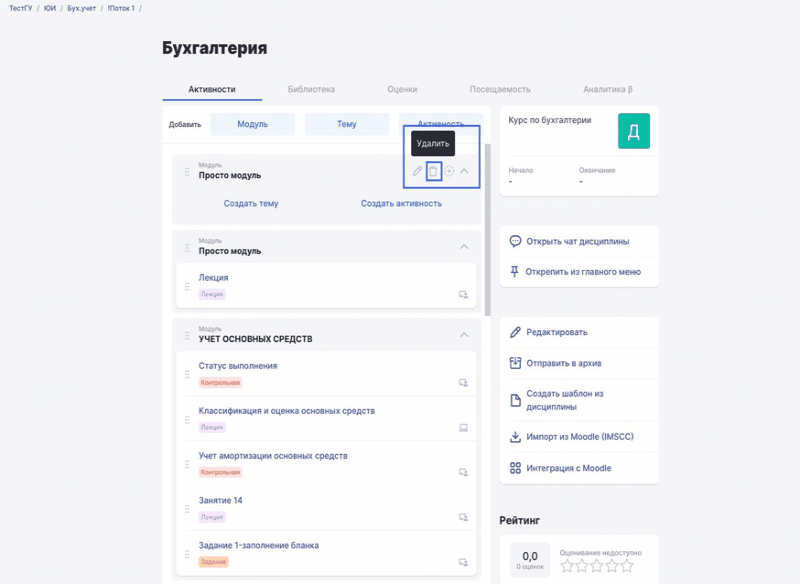 ТестГУ / ЮИ / Бух.учет / !Поток 1 /
Бухгалтерия
Активности
Библиотека
Оценки
Посещаемость
Аналитика β
Добавить
Модуль
Тему
Активность
Удалить
Модуль
Просто модуль
Создать тему
Создать активность
Модуль
Просто модуль
Лекция
Лекция
Модуль
УЧЕТ ОСНОВНЫХ СРЕДСТВ
Статус выполнения
Контрольная
Классификация и оценка основных средств
Лекция
Учет амортизации основных средств
Контрольная
Занятие 14
Лекция
Задание 1-заполнение бланка
Задание
Курс по бухгалтерии
Д
Начало
Окончание
-
-
Открыть чат дисциплины
Открепить из главного меню
Редактировать
Отправить в архив
Создать шаблон из
дисциплины
Импорт из Moodle (IMSCC)
Интеграция с Moodle
Рейтинг
0,0
0 оценок
Оценивание недоступно